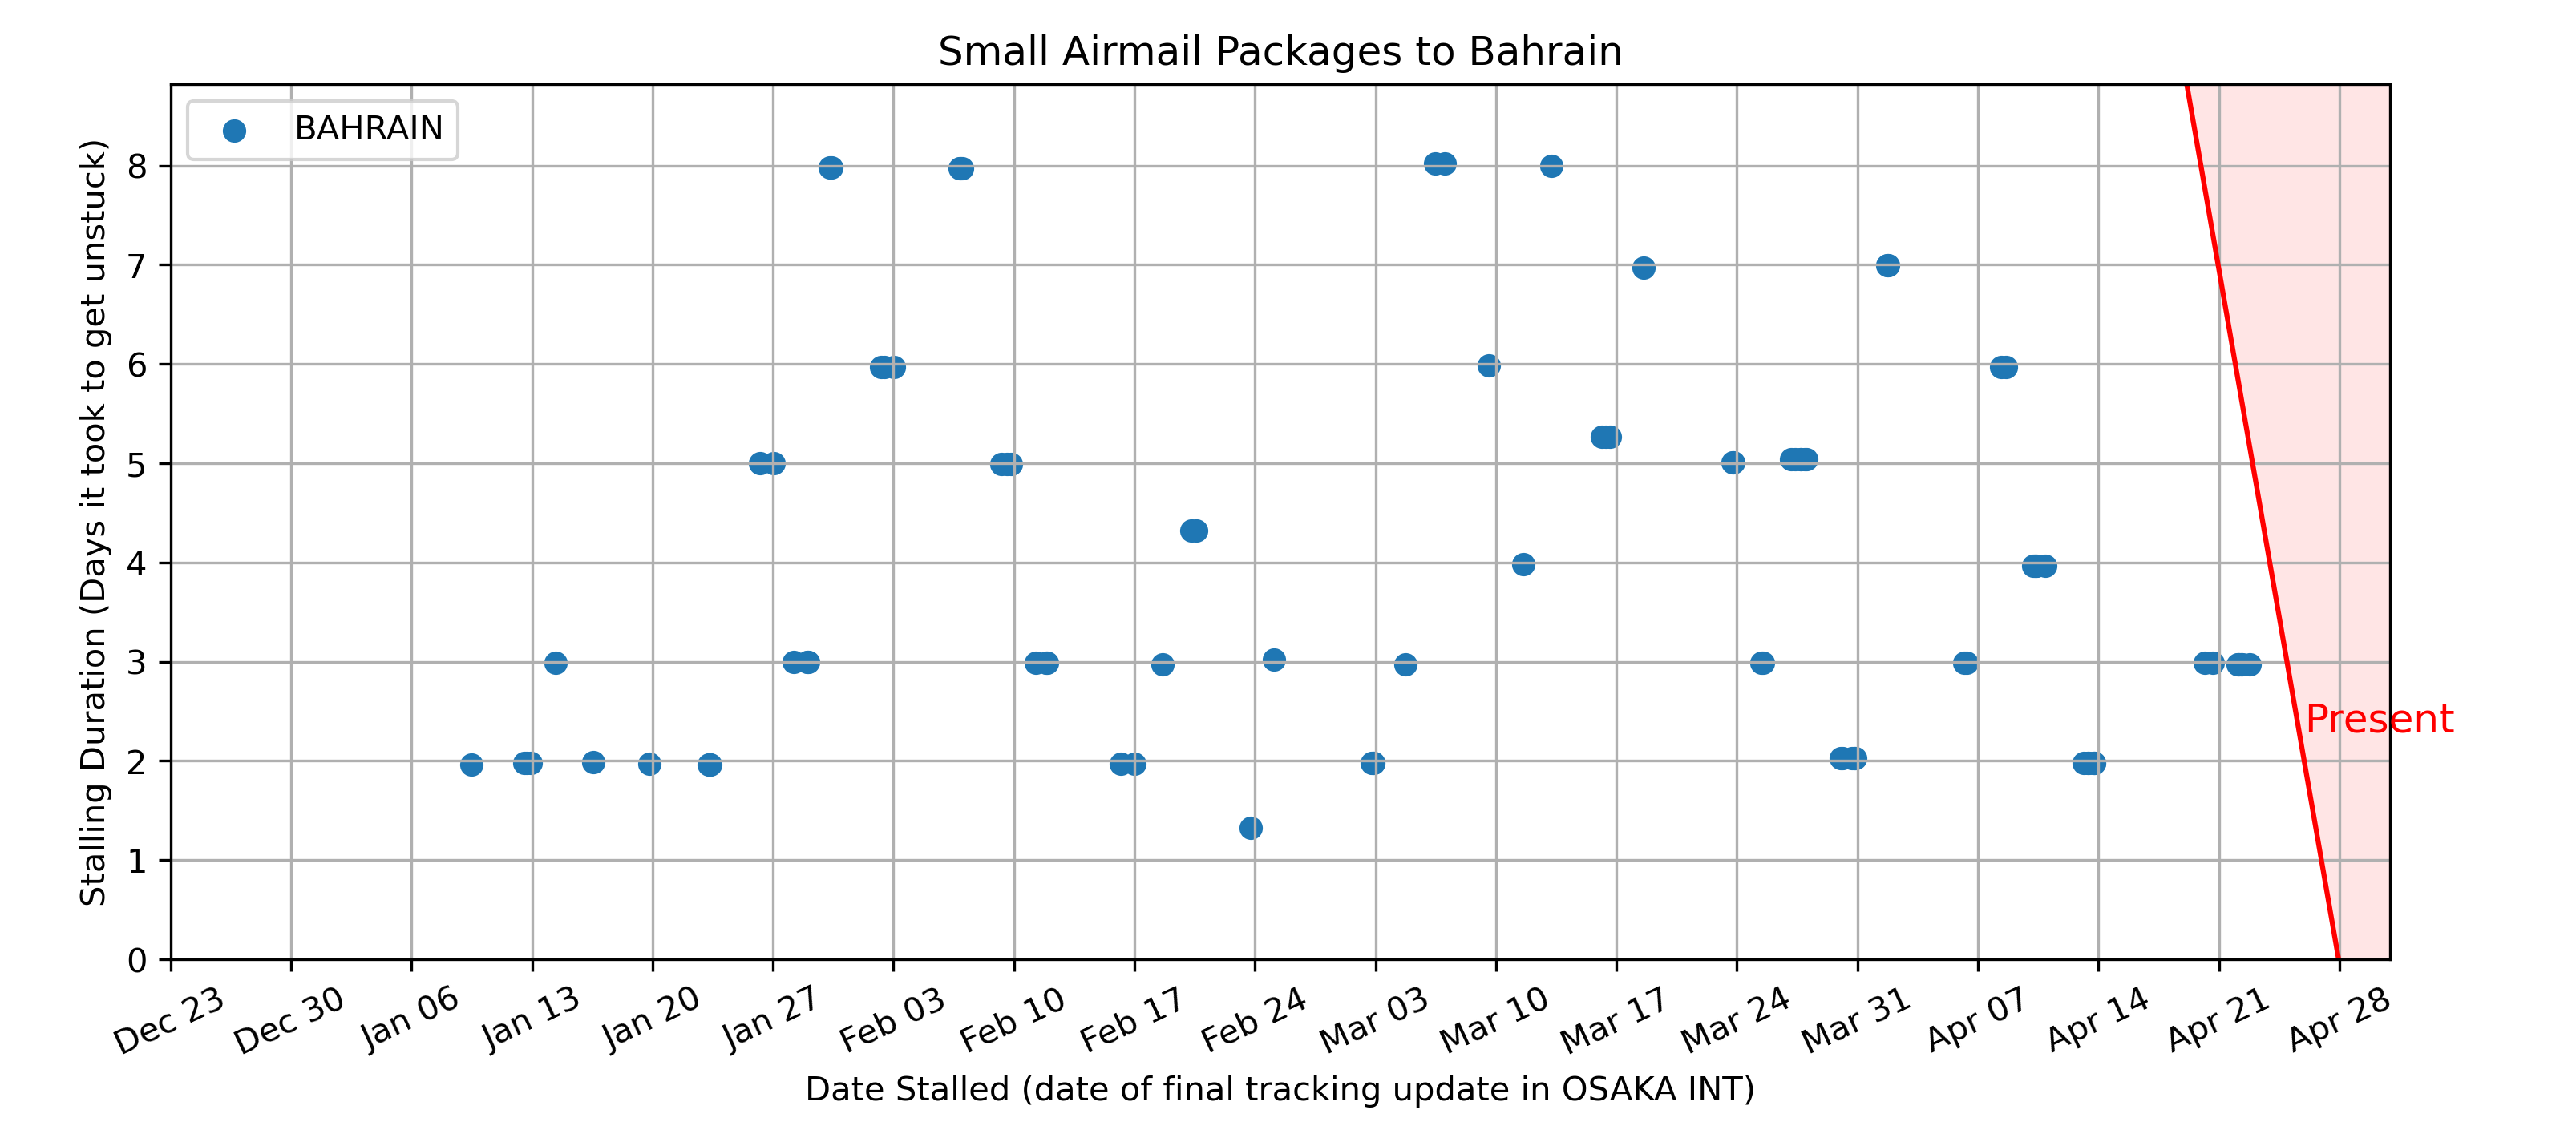 Small Airmail Packages to Bahrain
BAHRAIN
Stalling Duration (Days it took to get unstuck)
8
7
6
5
4
3
2
1
0
Present
Dec 23
Dec 30
Jan 06
Jan 13
Jan 20
Jan 27
Feb 03
Feb 10
Feb 17
Feb 24
Mar 03
Mar 10
Mar 17
Mar 24
Mar 31
Apr 07
Apr 14
Apr 21
Apr 28
Date Stalled (date of final tracking update in OSAKA INT)